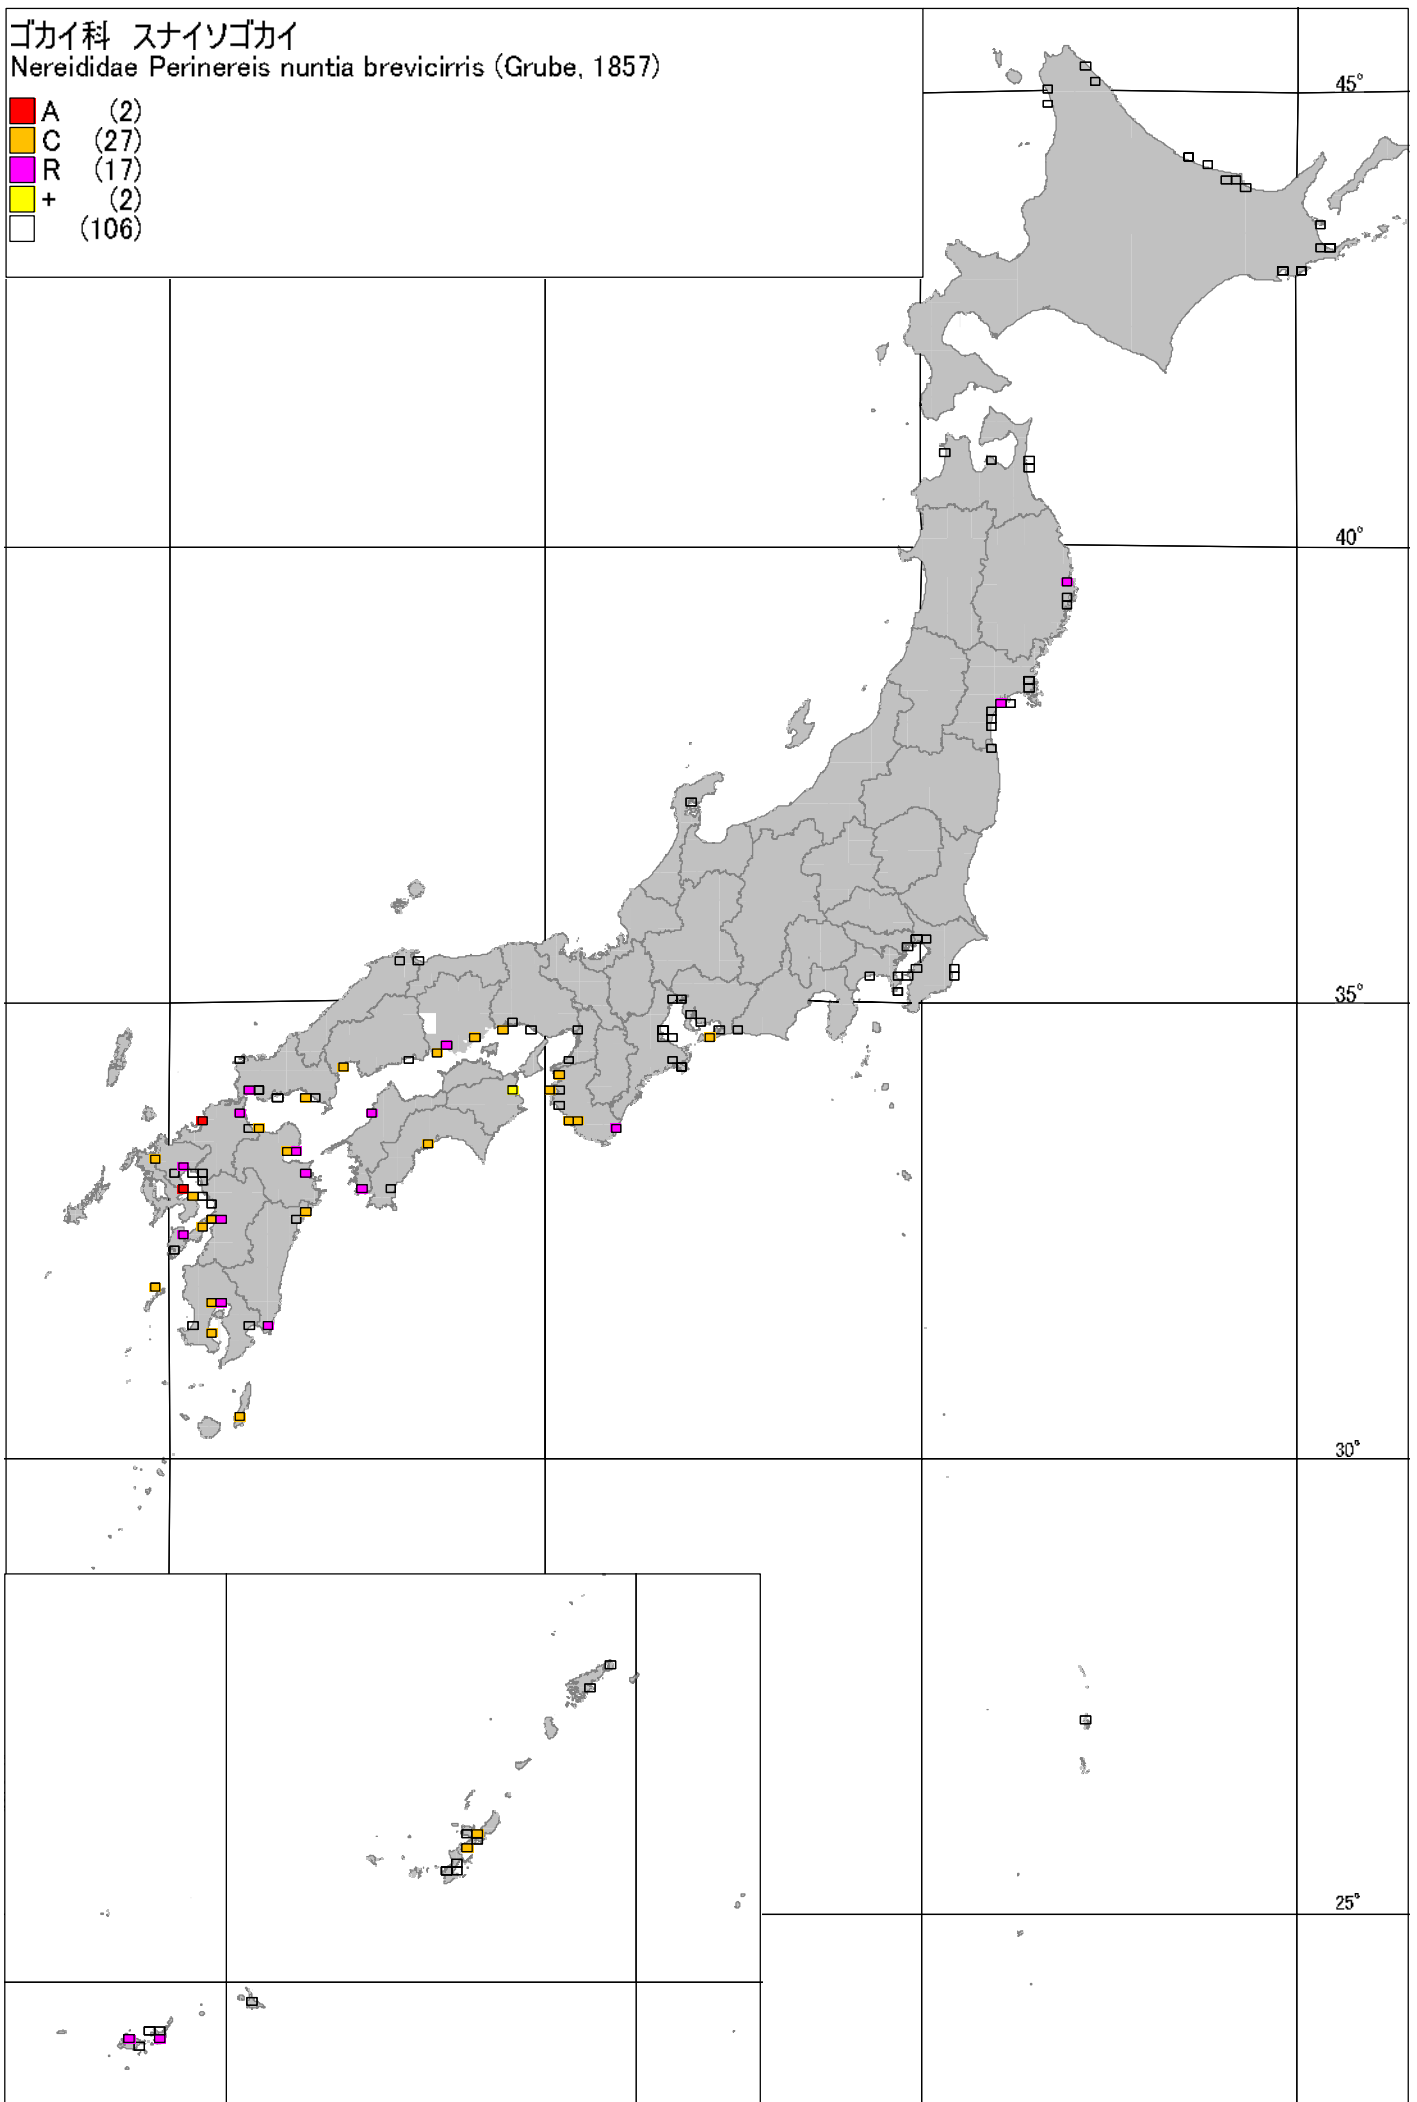 ゴカイ科 スナイソゴカイ
Nereididae Perinereis nuntia brevicirris (Grube, 1857)
A (2)
C (27)
R (17)
+ (2)
(106)
45°
40°
35°
30°
25°